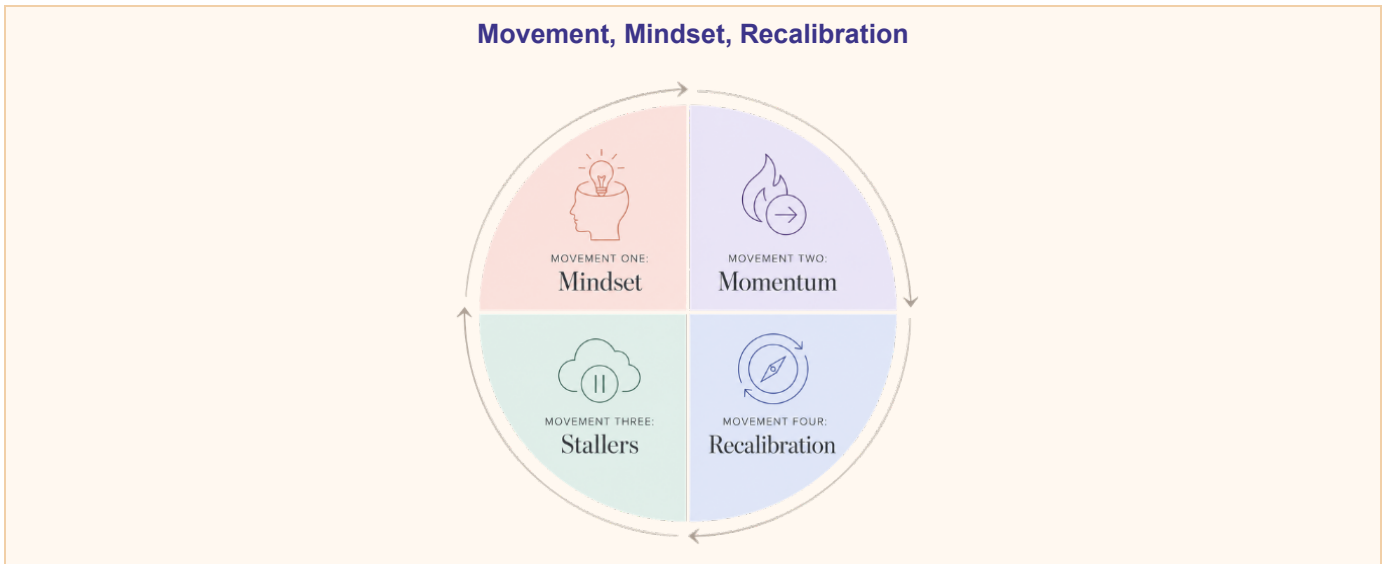 Movement, Mindset, Recalibration
MOVEMENT ONE:
Mindset
MOVEMENT TWO:
Momentum
MOVEMENT THREE:
Stallers
MOVEMENT FOUR:
Recalibration